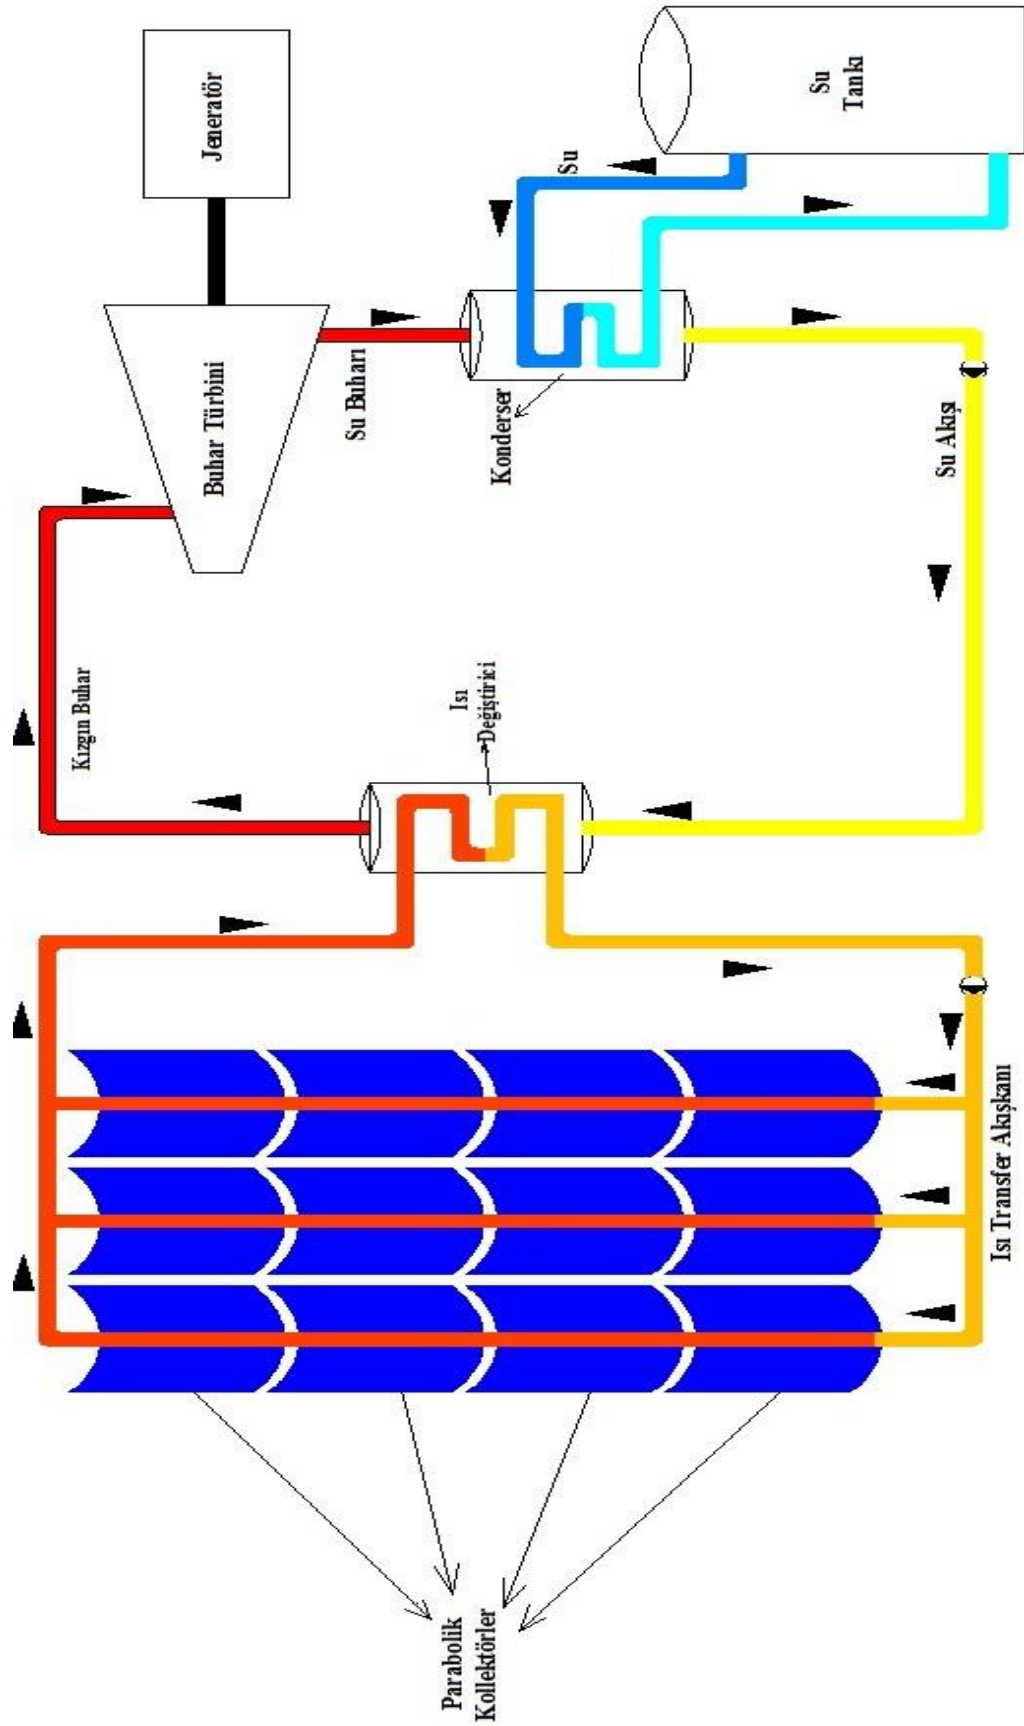 Parabolik
Kollektörler
Kızgın Buhar
Isı
Değiştirici
Isı Transfer Akışkanı
Buhar Türbini
Jeneratör
Su Buharı
Konderser
Su
Su Akışı
Su
Tankı